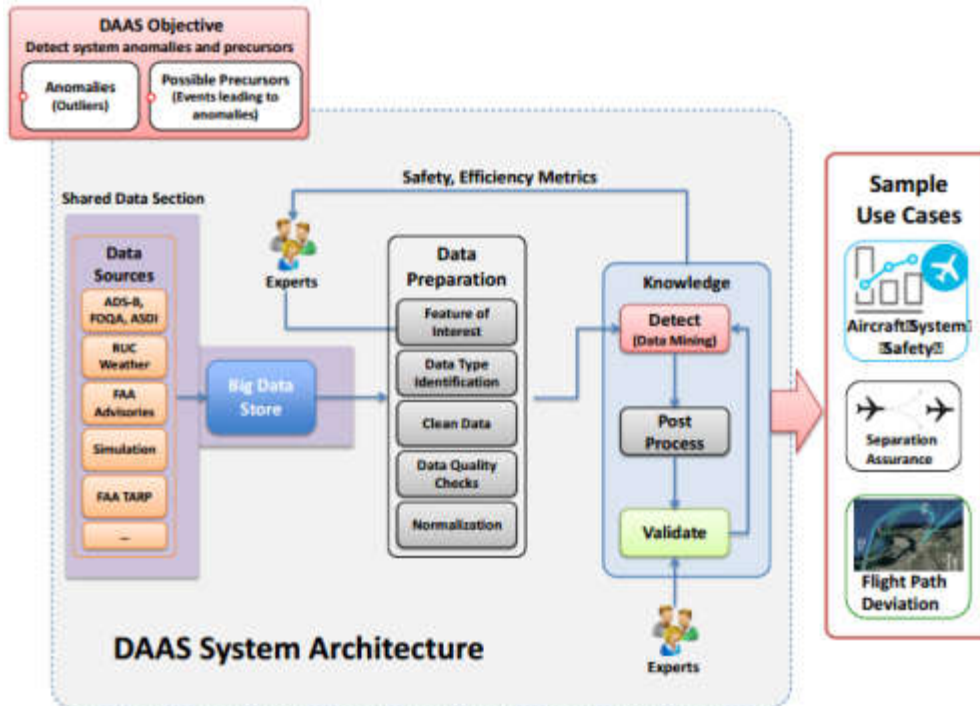 DAAS Objective
Detect system anomalies and precursors
Anomalies
(Outliers)
Possible Precursors
(Events leading to
anomalies)
Safety, Efficiency Metrics
Shared Data Section
Data
Sources
ADS-B,
FOQA, ASDI
RUC
Weather
FAA
Advisories
Simulation
FAA TARP
...
Big Data
Store
Experts
Data
Preparation
Feature of
Interest
Data Type
Identification
Clean Data
Data Quality
Checks
Normalization
Knowledge
Detect
(Data Mining)
Post
Process
Validate
Experts
DAAS System Architecture
Sample
Use Cases
Aircraft System
Safety
Separation
Assurance
Flight Path
Deviation